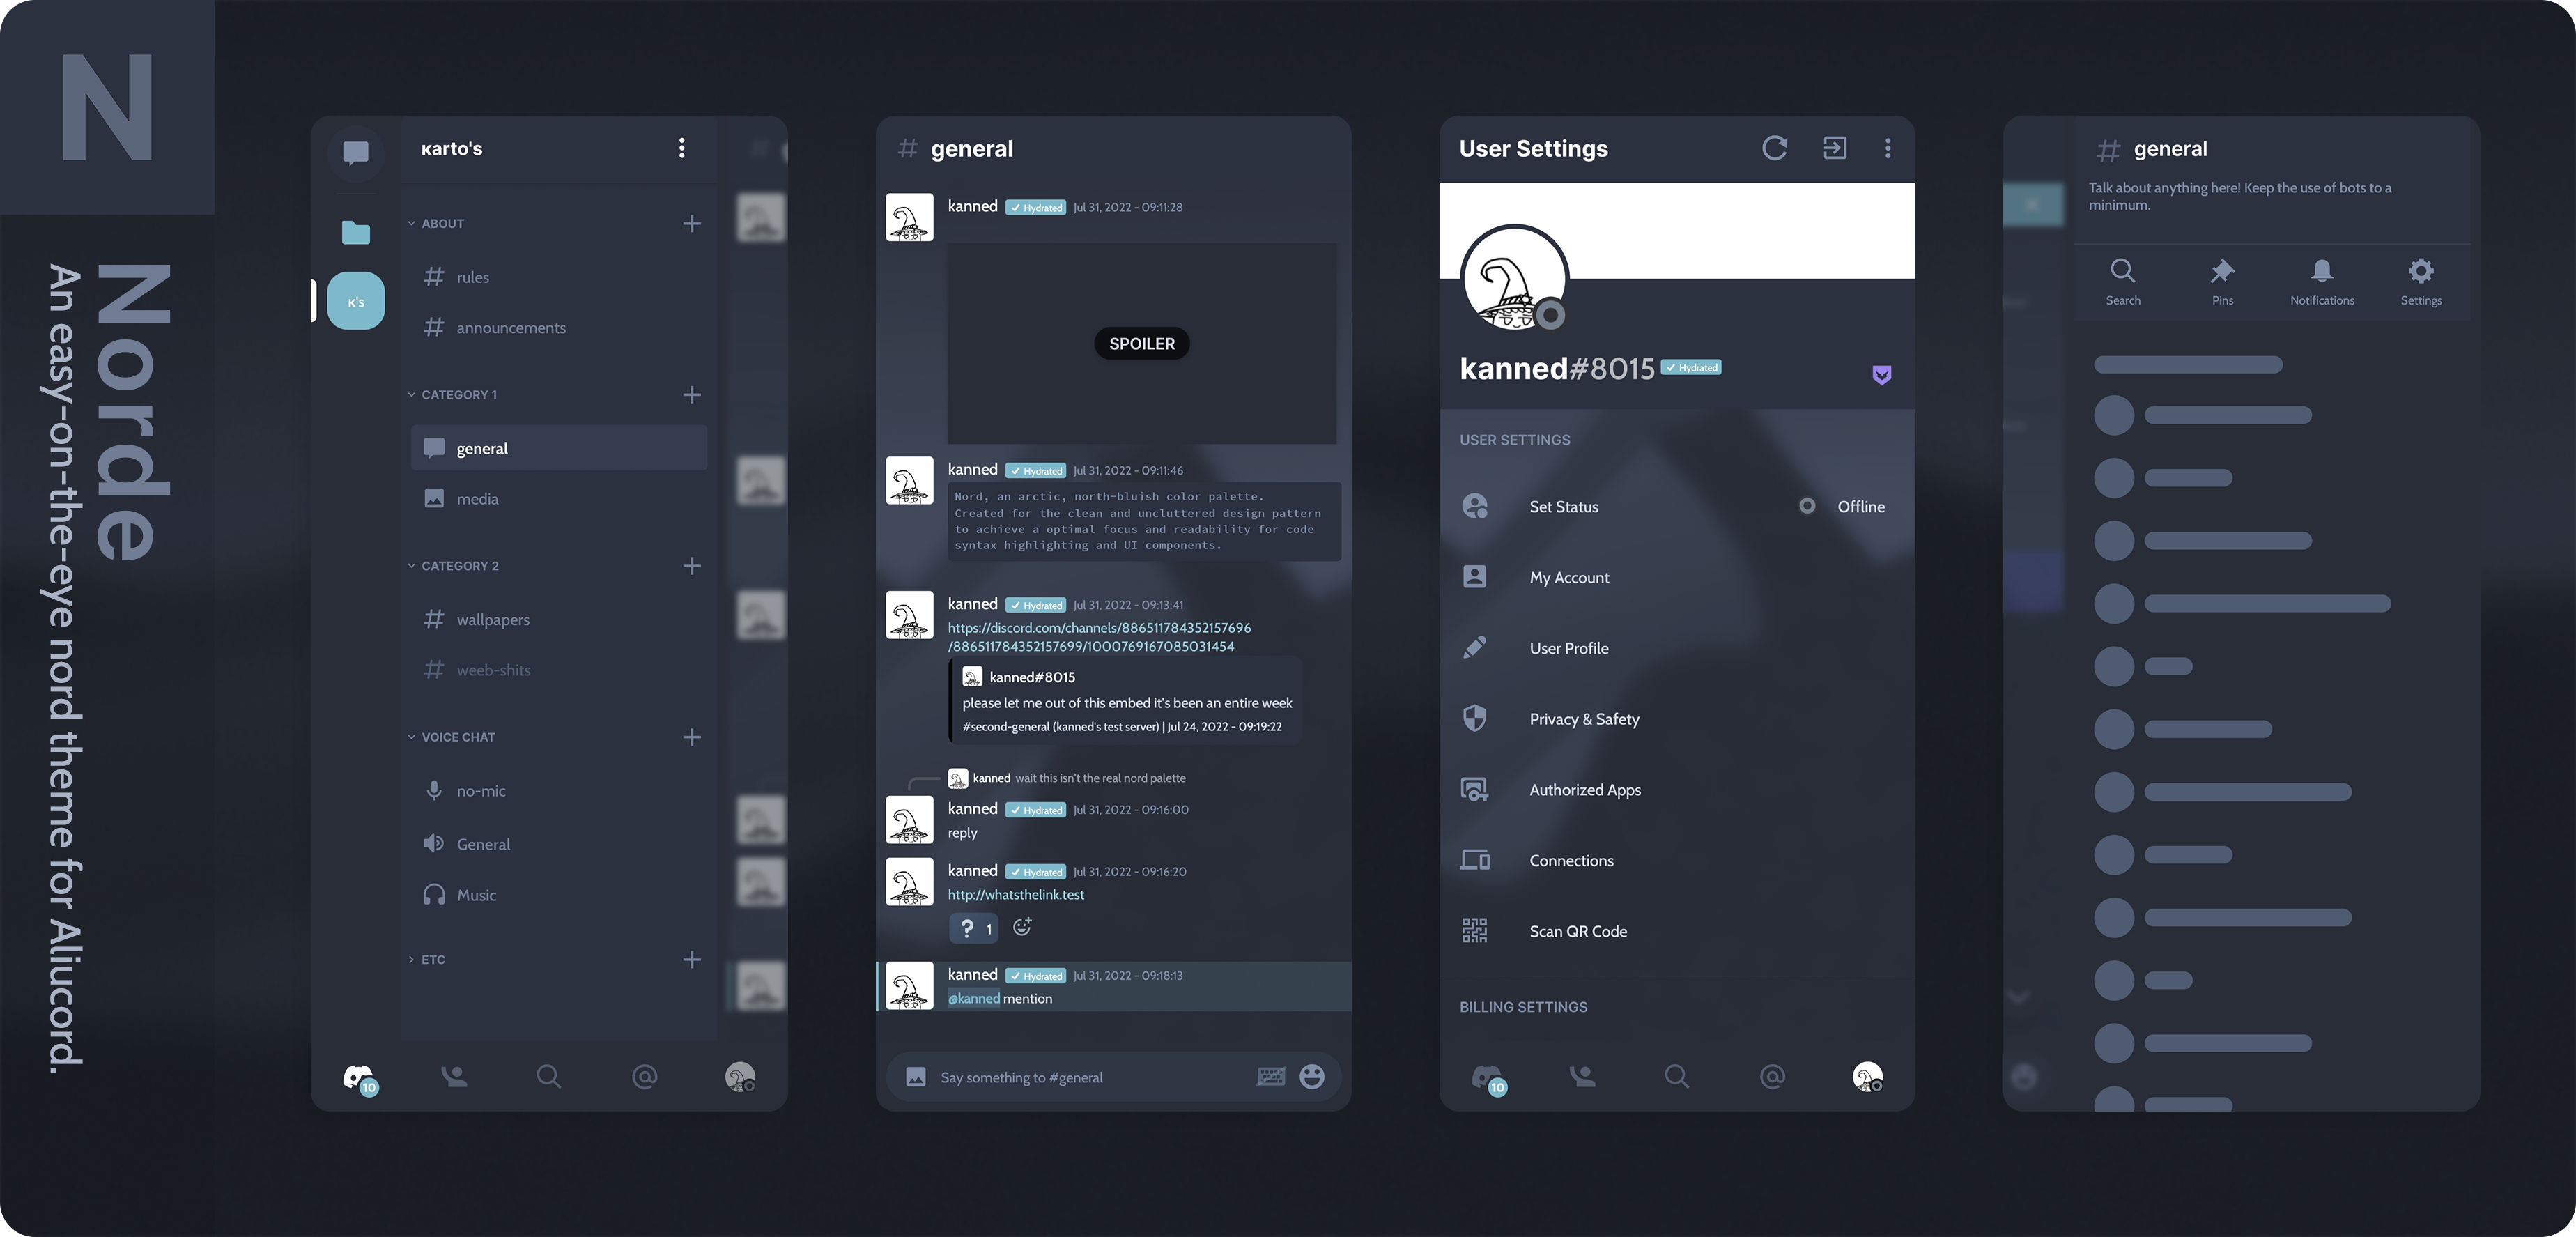 N
Norde
An easy-on-the-eye nord theme for Aliucord.
ĸarto's
ABOUT
rules
announcements
CATEGORY 1
general
media
CATEGORY 2
wallpapers
weeb-shits
VOICE CHAT
no-mic
General
Music
ETC
ĸ's
10
# general
kanned ✓ Hydrated Jul 31, 2022 - 09:11:28
SPOILER
kanned ✓ Hydrated Jul 31, 2022 - 09:11:46
Nord, an arctic, north-bluish color palette.
Created for the clean and uncluttered design pattern
to achieve a optimal focus and readability for code
syntax highlighting and UI components.
kanned ✓ Hydrated Jul 31, 2022 - 09:13:41
https://discord.com/channels/886511784352157696
/886511784352157699/1000769167085031454
kanned#8015
please let me out of this embed it's been an entire week
#second-general (kanned's test server) | Jul 24, 2022 - 09:19:22
kanned wait this isn't the real nord palette
kanned ✓ Hydrated Jul 31, 2022 - 09:16:00
reply
kanned ✓ Hydrated Jul 31, 2022 - 09:16:20
http://whatsthelink.test
? 1
kanned ✓ Hydrated Jul 31, 2022 - 09:18:13
@kanned mention
Say something to #general
User Settings
kanned#8015 ✓ Hydrated
USER SETTINGS
Set Status Offline
My Account
User Profile
Privacy & Safety
Authorized Apps
Connections
Scan QR Code
BILLING SETTINGS
10
# general
Talk about anything here! Keep the use of bots to a
minimum.
Search Pins Notifications Settings